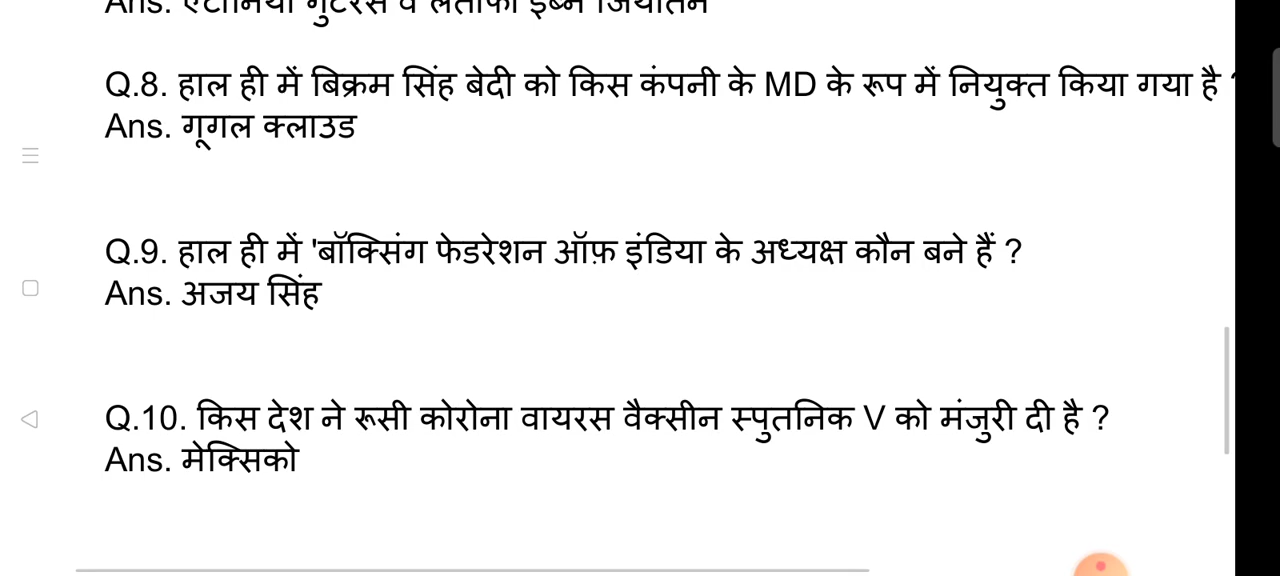 Ans. एंटोनियो गुटेरेस व
Q.8. हाल ही में बिक्रम सिंह बेदी को किस कंपनी के MD के रूप में नियुक्त किया गया है ?
Ans. गूगल क्लाउड
Q.9. हाल ही में 'बॉक्सिंग फेडरेशन ऑफ़ इंडिया के अध्यक्ष कौन बने हैं ?
Ans. अजय सिंह
Q.10. किस देश ने रूसी कोरोना वायरस वैक्सीन स्पुतनिक V को मंजुरी दी है ?
Ans. मेक्सिको